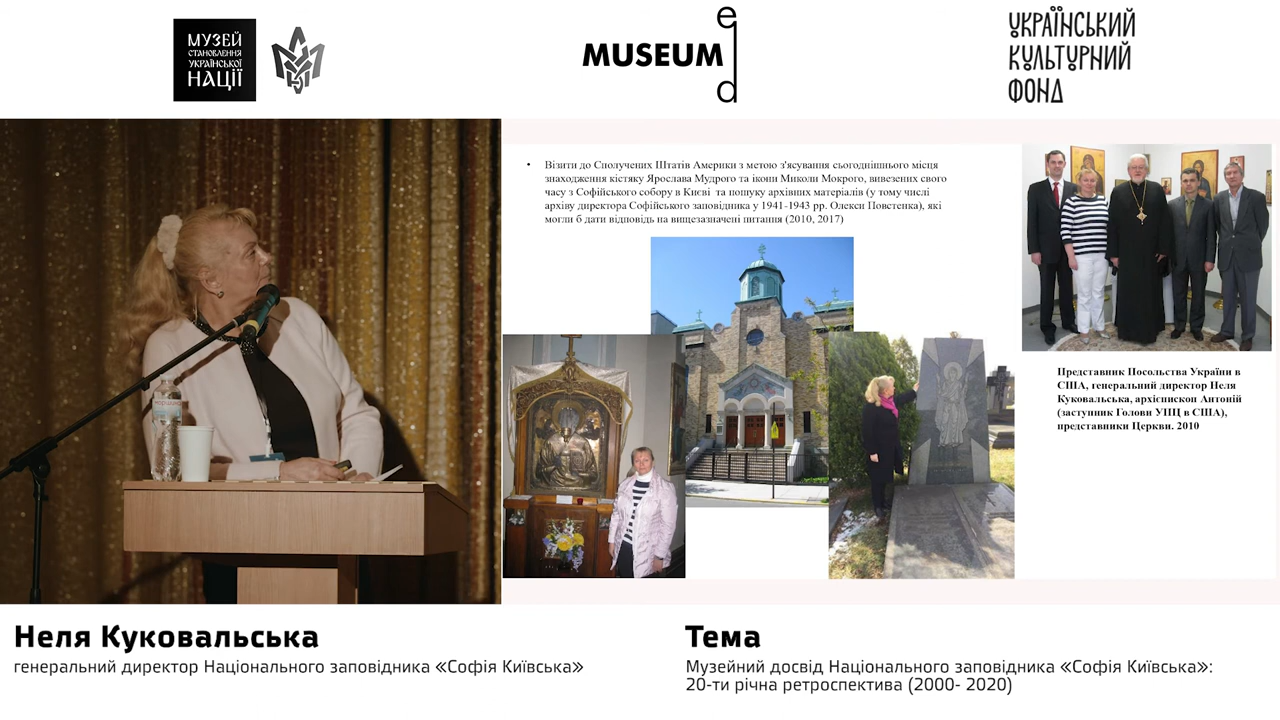 МУЗЕЙ
СТАНОВЛЕННЯ
УКРАЇНСЬКОЇ
НАЦІЇ
MUSEUM
ed
УКРАЇНСЬКИЙ
КУЛЬТУРНИЙ
ФОНД
• Візити до Сполучених Штатів Америки з метою з'ясування сьогоднішнього місця
знаходження кістяку Ярослава Мудрого та ікони Миколи Мокрого, вивезених свого
часу з Софійського собору в Києві та пошуку архівних матеріалів (у тому числі
архіву директора Софійського заповідника у 1941-1943 рр. Олекси Повстенка), які
могли б дати відповідь на вищезазначені питання (2010, 2017)
Представник Посольства України в
США, генеральний директор Неля
Куковальська, архієпископ Антоній
(заступник Голови УПЦ в США),
представники Церкви. 2010
Неля Куковальська
генеральний директор Національного заповідника «Софія Київська»
Тема
Музейний досвід Національного заповідника «Софія Київська»:
20-ти річна ретроспектива (2000- 2020)